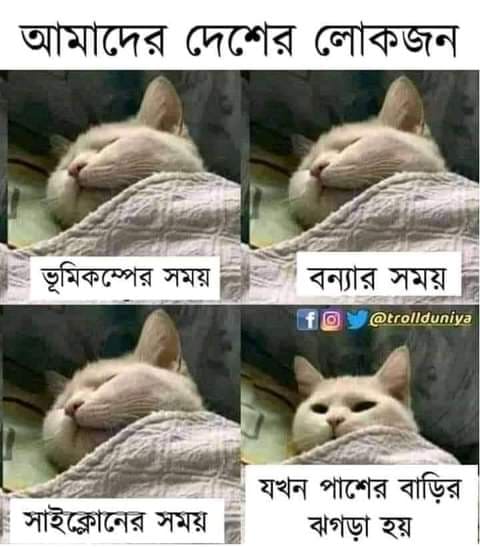 আমাদের দেশের লোকজন
ভূমিকম্পের সময়
বন্যার সময়
@trollduniya
সাইক্লোনের সময়
যখন পাশের বাড়ির
ঝগড়া হয়